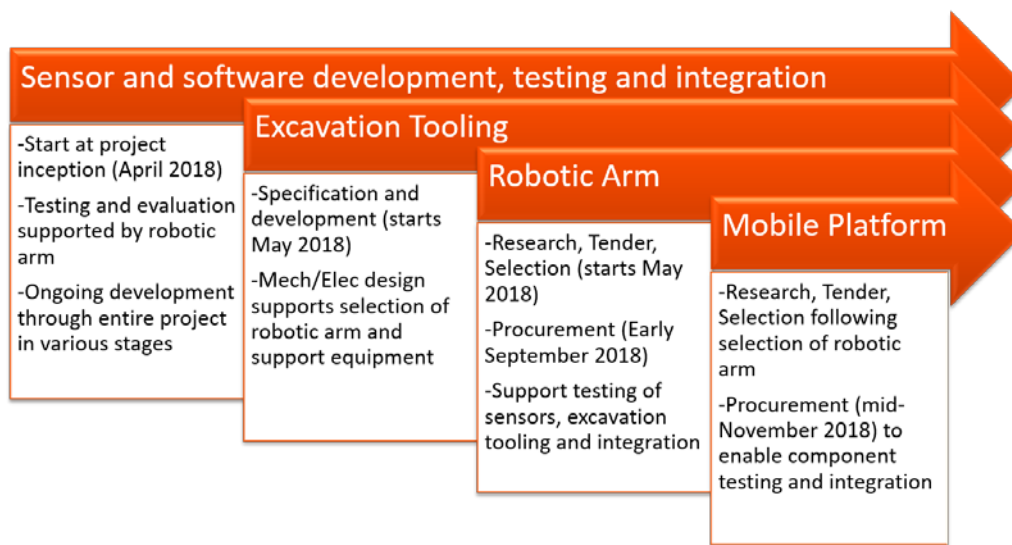 Sensor and software development, testing and integration
-Start at project
inception (April 2018)
-Testing and evaluation
supported by robotic
arm
-Ongoing development
through entire project
in various stages
Excavation Tooling
-Specification and
development (starts
May 2018)
-Mech/Elec design
supports selection of
robotic arm and
support equipment
Robotic Arm
-Research, Tender,
Selection (starts May
2018)
-Procurement (Early
September 2018)
-Support testing of
sensors, excavation
tooling and integration
Mobile Platform
-Research, Tender,
Selection following
selection of robotic
arm
-Procurement (mid-
November 2018) to
enable component
testing and integration